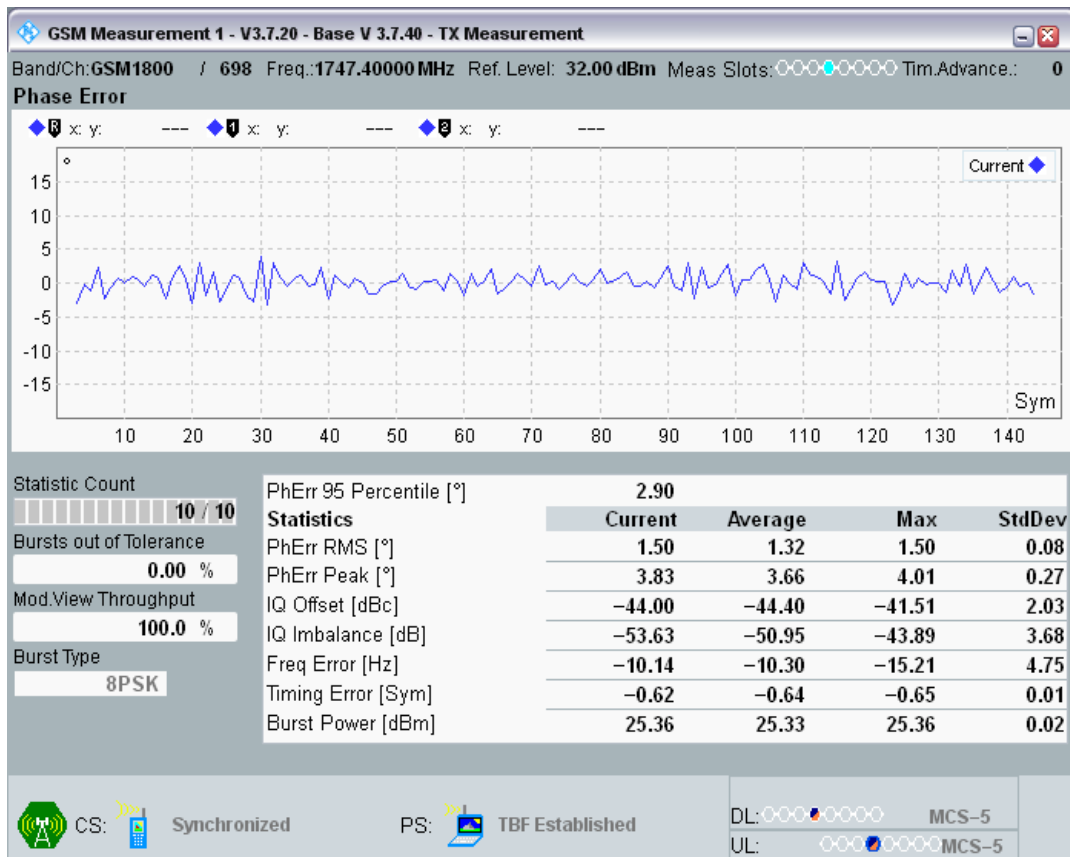 GSM Measurement 1 - V3.7.20 - Base V 3.7.40 - TX Measurement
Band/Ch:GSM1800 / 698 Freq.:1747.40000 MHz Ref. Level: 32.00 dBm Meas Slots: Tim.Advance.: 0
Phase Error
R x: y: --- 1 x: y: --- 2 x: y: ---
° Current
15
10
5
0
-5
-10
-15
Sym
10 20 30 40 50 60 70 80 90 100 110 120 130 140
Statistic Count
10 / 10
Bursts out of Tolerance
0.00 %
Mod.View Throughput
100.0 %
Burst Type
8PSK
PhErr 95 Percentile [°] 2.90
Statistics Current Average Max StdDev
PhErr RMS [°] 1.50 1.32 1.50 0.08
PhErr Peak [°] 3.83 3.66 4.01 0.27
IQ Offset [dBc] −44.00 −44.40 −41.51 2.03
IQ Imbalance [dB] −53.63 −50.95 −43.89 3.68
Freq Error [Hz] −10.14 −10.30 −15.21 4.75
Timing Error [Sym] −0.62 −0.64 −0.65 0.01
Burst Power [dBm] 25.36 25.33 25.36 0.02
CS: Synchronized PS: TBF Established
DL: MCS−5
UL: MCS−5